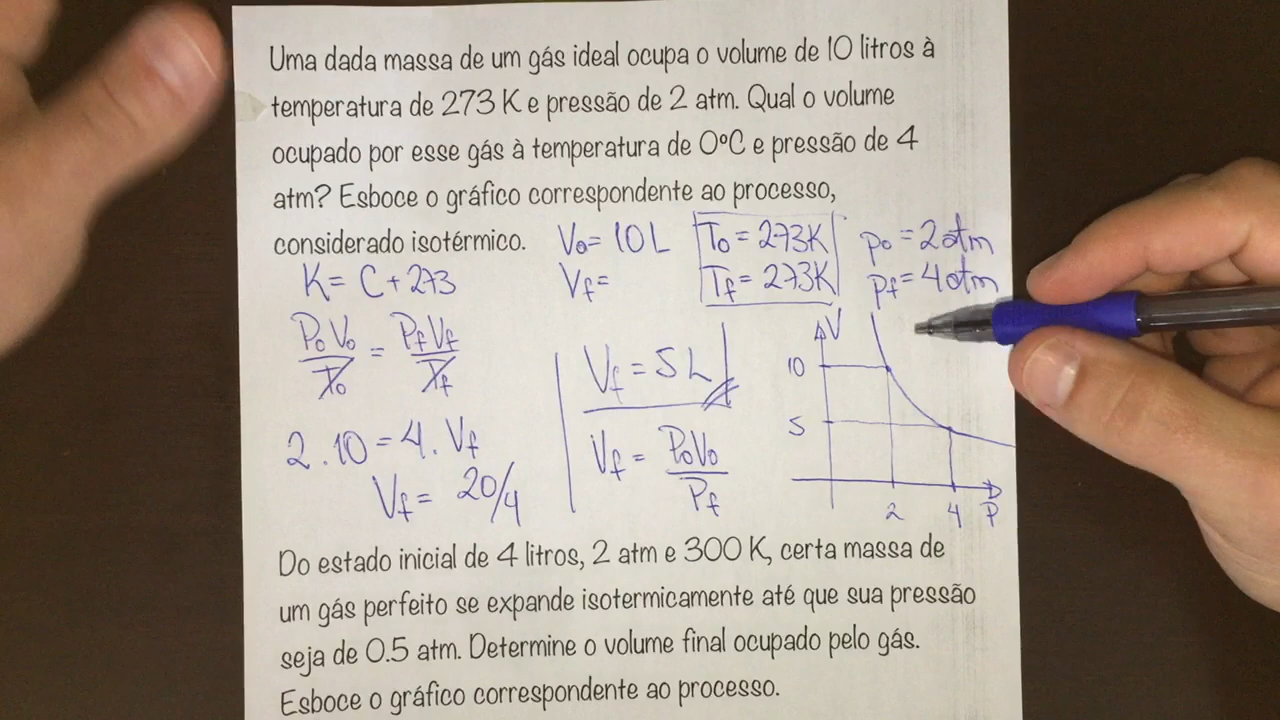 Uma dada massa de um gás ideal ocupa o volume de 10 litros à
temperatura de 273 K e pressão de 2 atm. Qual o volume
ocupado por esse gás à temperatura de 0ºC e pressão de 4
atm? Esboce o gráfico correspondente ao processo,
considerado isotérmico.
V₀ = 10 L T₀ = 273K p₀ = 2atm
Vf = Tf = 273K pf = 4atm
K = C + 273
P₀V₀/T₀ = PfVf/Tf
2 . 10 = 4 . Vf
Vf = 20/4
Vf = 5 L
Vf = P₀V₀/Pf
V
10
5
2 4 P
Do estado inicial de 4 litros, 2 atm e 300 K, certa massa de
um gás perfeito se expande isotermicamente até que sua pressão
seja de 0.5 atm. Determine o volume final ocupado pelo gás.
Esboce o gráfico correspondente ao processo.